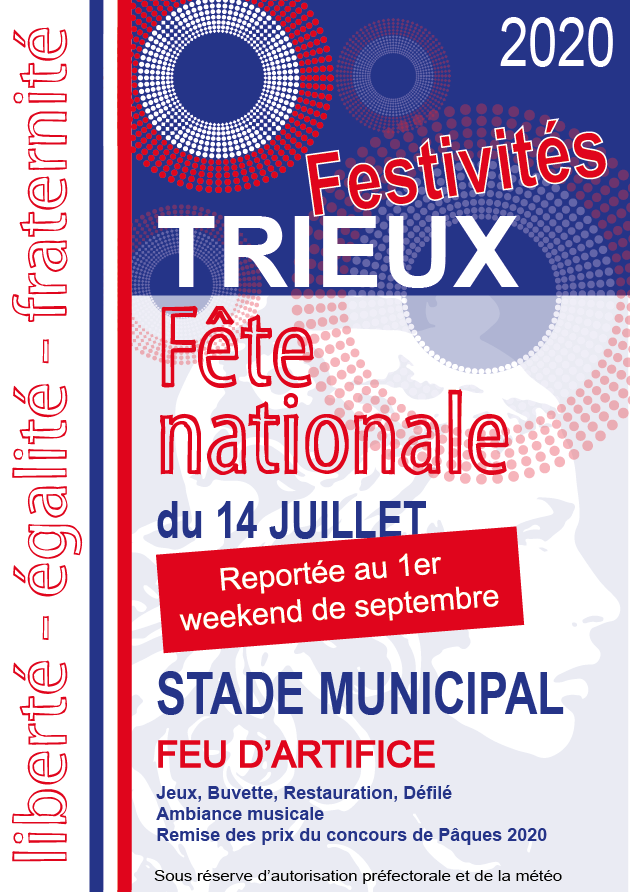 liberté – égalité – fraternité
2020
Festivités
TRIEUX
Fête
nationale
du 14 JUILLET
Reportée au 1er
weekend de septembre
STADE MUNICIPAL
FEU D'ARTIFICE
Jeux, Buvette, Restauration, Défilé
Ambiance musicale
Remise des prix du concours de Pâques 2020
Sous réserve d'autorisation préfectorale et de la météo